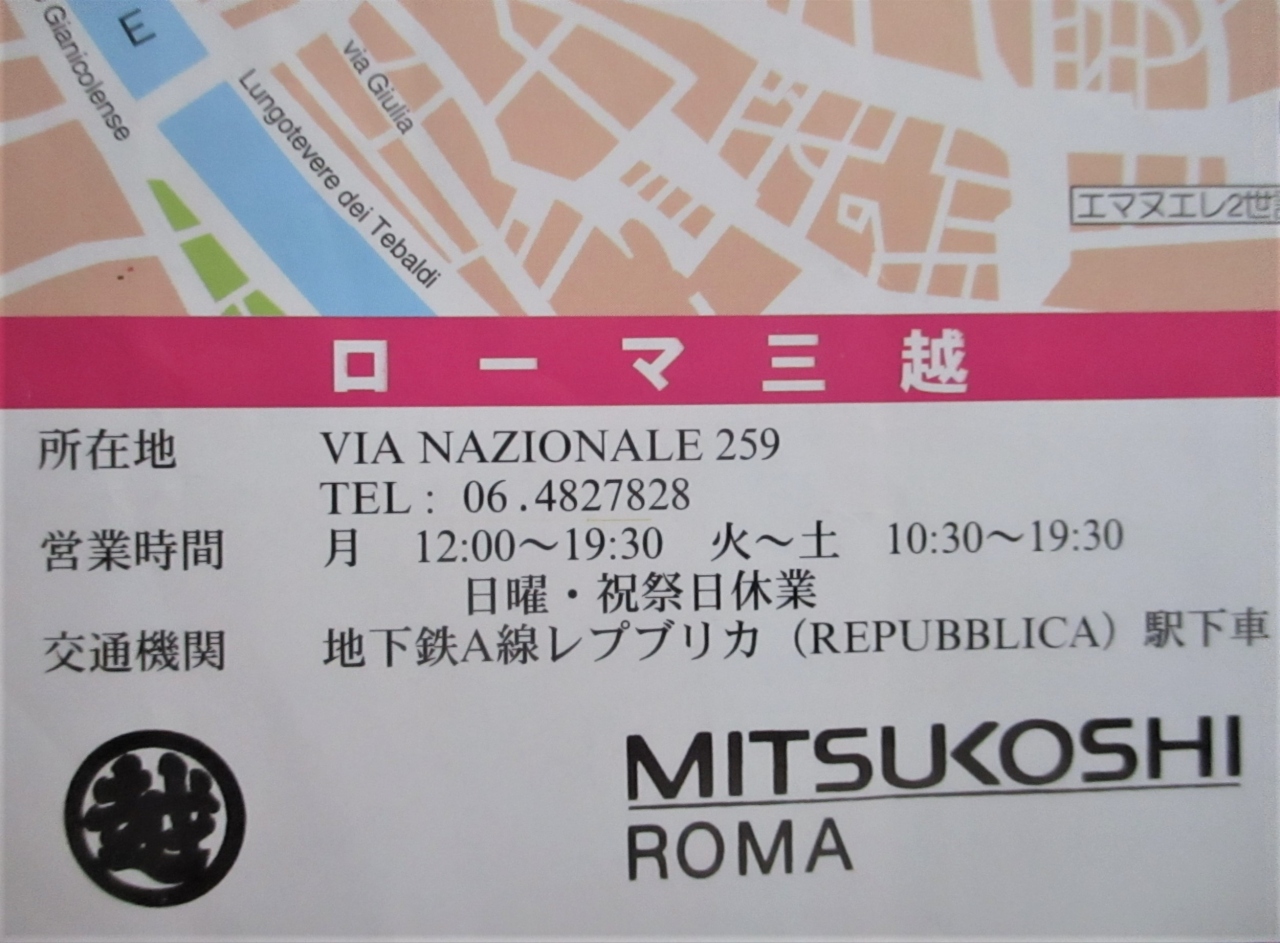 E
Gianicolense
via Giulia
Lungotevere dei Tebaldi
エマヌエレ2世
ローマ三越
所在地 VIA NAZIONALE 259
TEL : 06 .4827828
営業時間 月 12:00〜19:30 火〜土 10:30〜19:30
日曜・祝祭日休業
交通機関 地下鉄A線レプブリカ（REPUBBLICA）駅下車
越
MITSUKOSHI
ROMA